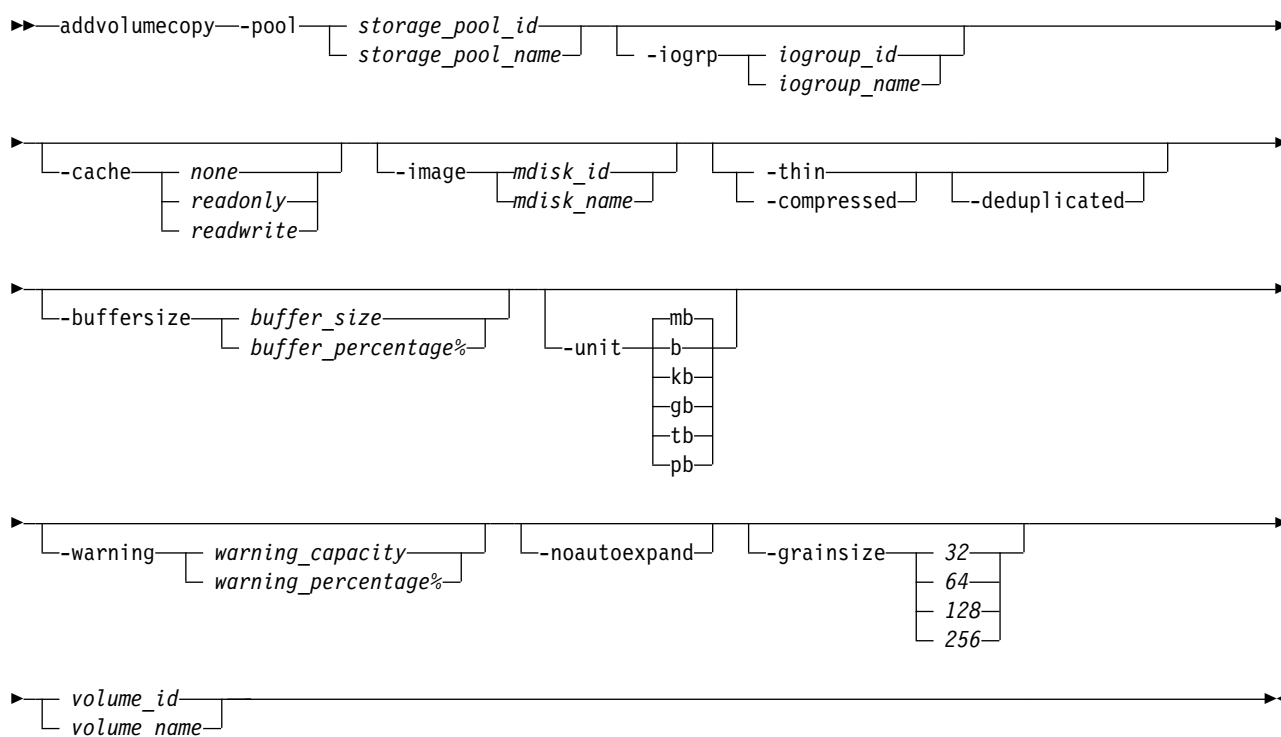 addvolumecopy -pool storage_pool_id
storage_pool_name -iogrp iogroup_id
iogroup_name
-cache none -image mdisk_id -thin
readonly mdisk_name -compressed -deduplicated
readwrite
-buffersize buffer_size -unit mb
buffer_percentage% b
kb
gb
tb
pb
-warning warning_capacity -noautoexpand -grainsize 32
warning_percentage% 64
128
256
volume_id
volume_name